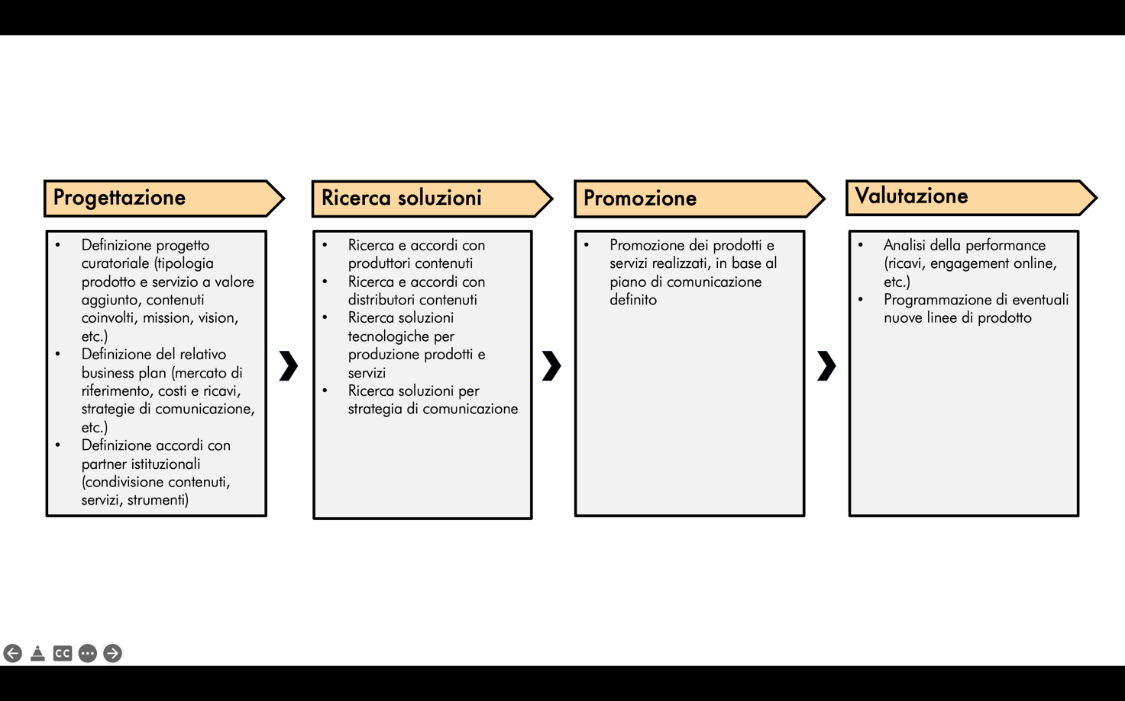 Progettazione
• Definizione progetto
curatoriale (tipologia
prodotto e servizio a valore
aggiunto, contenuti
coinvolti, mission, vision,
etc.)
• Definizione del relativo
business plan (mercato di
riferimento, costi e ricavi,
strategie di comunicazione,
etc.)
• Definizione accordi con
partner istituzionali
(condivisione contenuti,
servizi, strumenti)
Ricerca soluzioni
• Ricerca e accordi con
produttori contenuti
• Ricerca e accordi con
distributori contenuti
• Ricerca soluzioni
tecnologiche per
produzione prodotti e
servizi
• Ricerca soluzioni per
strategia di comunicazione
Promozione
• Promozione dei prodotti e
servizi realizzati, in base al
piano di comunicazione
definito
Valutazione
• Analisi della performance
(ricavi, engagement online,
etc.)
• Programmazione di eventuali
nuove linee di prodotto
CC